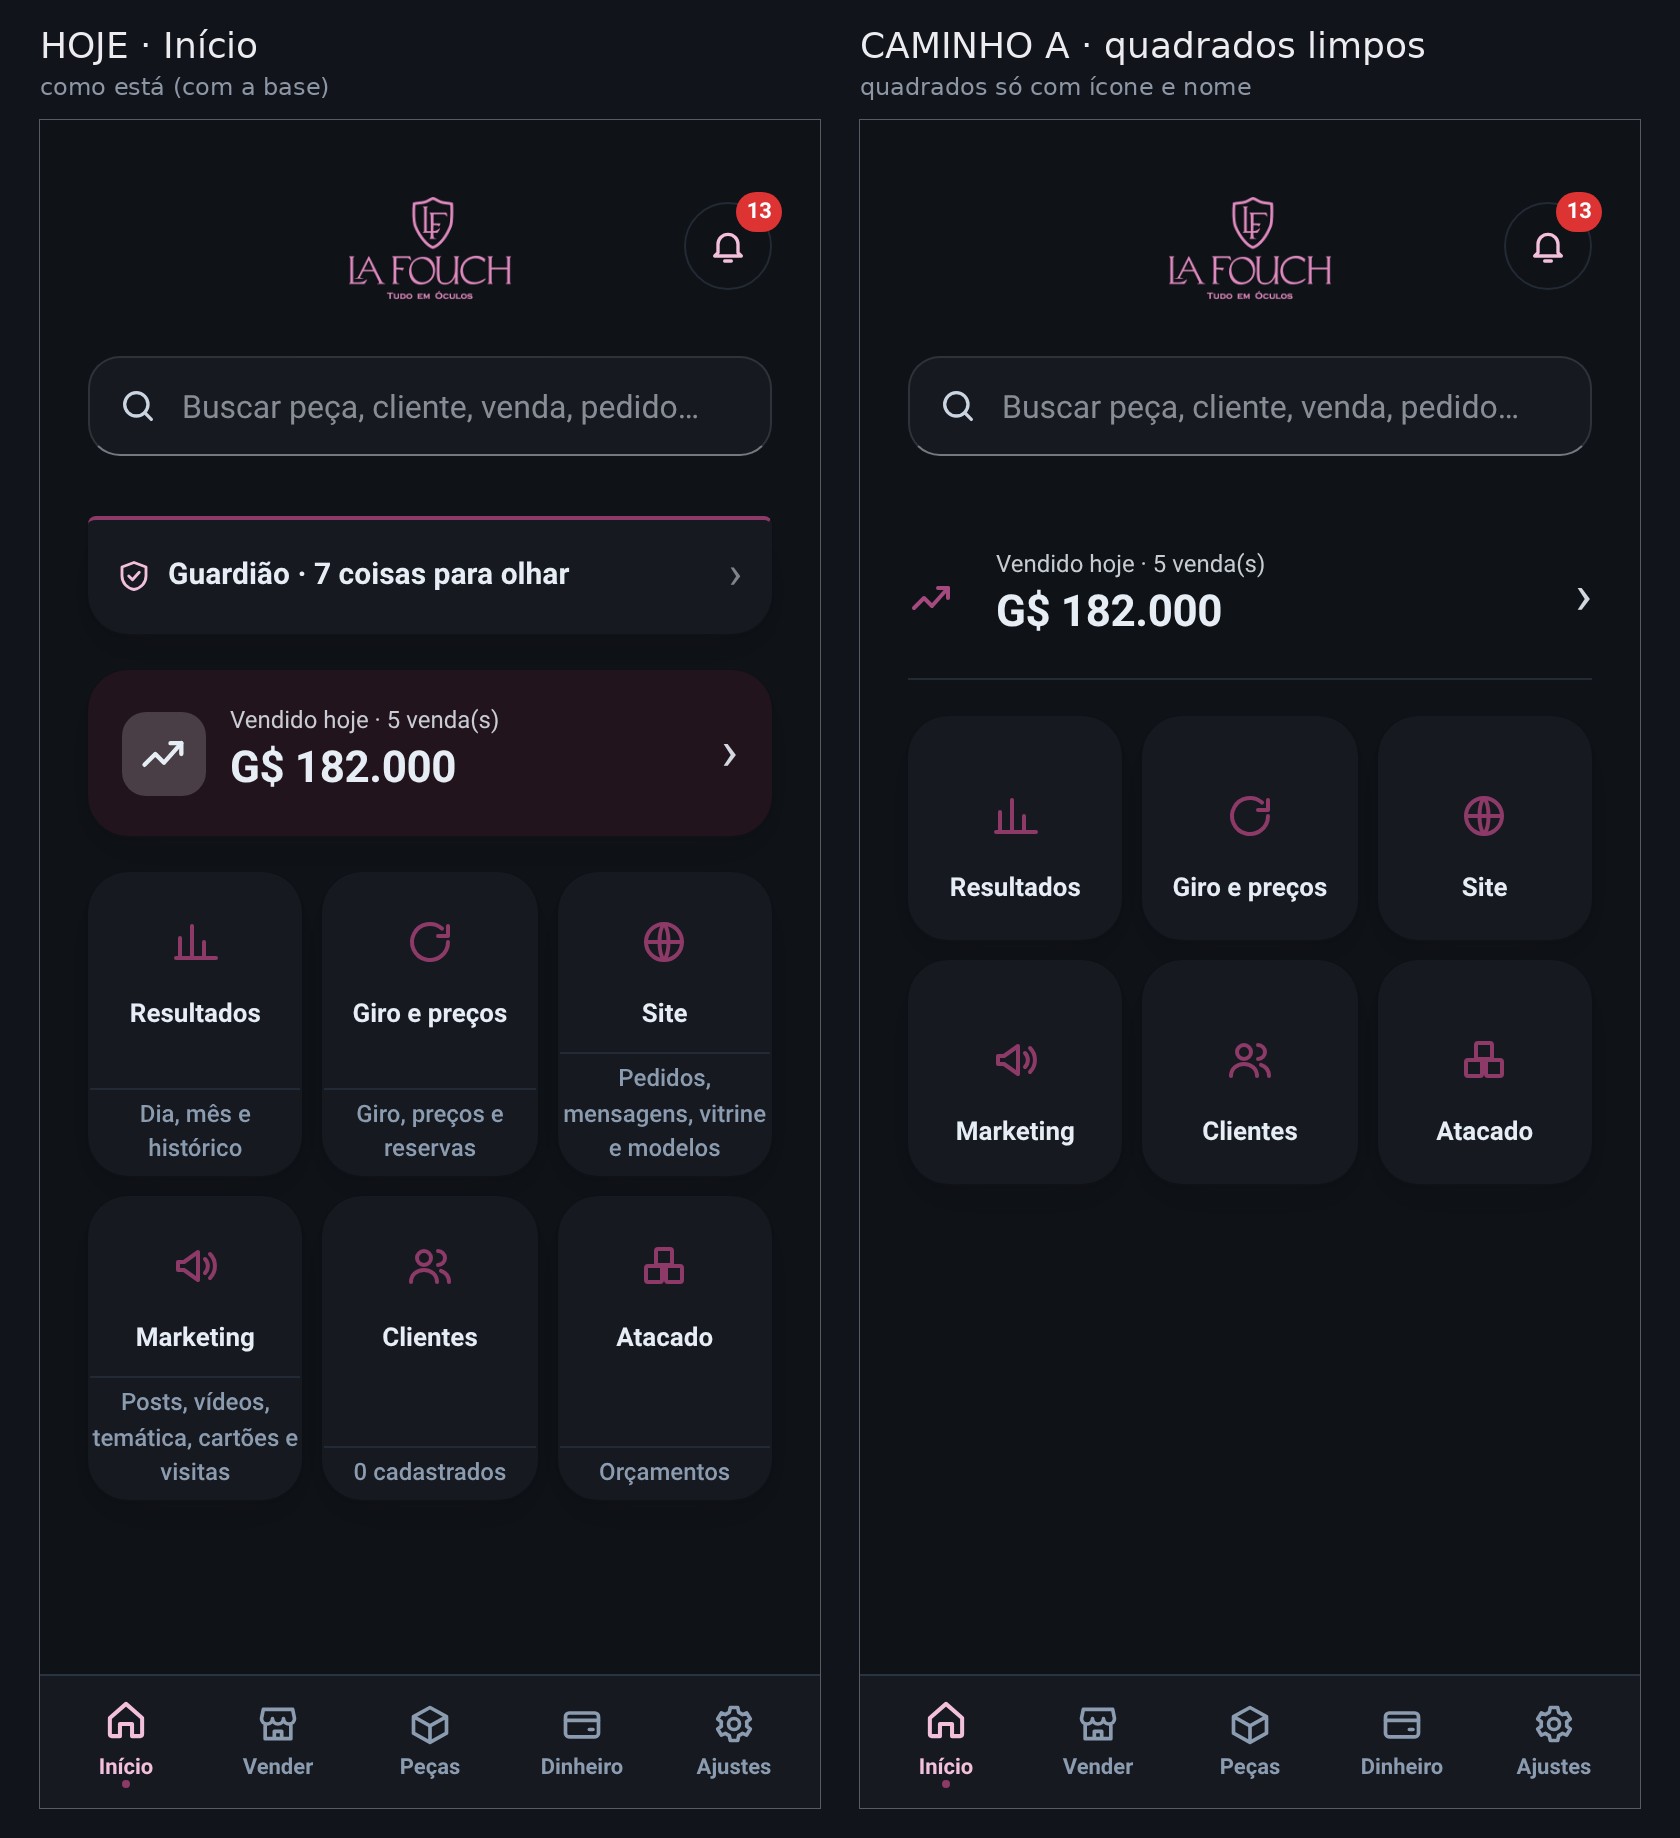 HOJE · Início
como está (com a base)
LF
LA FOUCH
TUDO EM ÓCULOS
13
Buscar peça, cliente, venda, pedido...
Guardião · 7 coisas para olhar
Vendido hoje · 5 venda(s)
G$ 182.000
Resultados
Giro e preços
Site
Dia, mês e
histórico
Giro, preços e
reservas
Pedidos,
mensagens, vitrine
e modelos
Marketing
Clientes
Atacado
Posts, vídeos,
temática, cartões e
visitas
0 cadastrados
Orçamentos
Início
Vender
Peças
Dinheiro
Ajustes
CAMINHO A · quadrados limpos
quadrados só com ícone e nome
LF
LA FOUCH
TUDO EM ÓCULOS
13
Buscar peça, cliente, venda, pedido...
Vendido hoje · 5 venda(s)
G$ 182.000
Resultados
Giro e preços
Site
Marketing
Clientes
Atacado
Início
Vender
Peças
Dinheiro
Ajustes